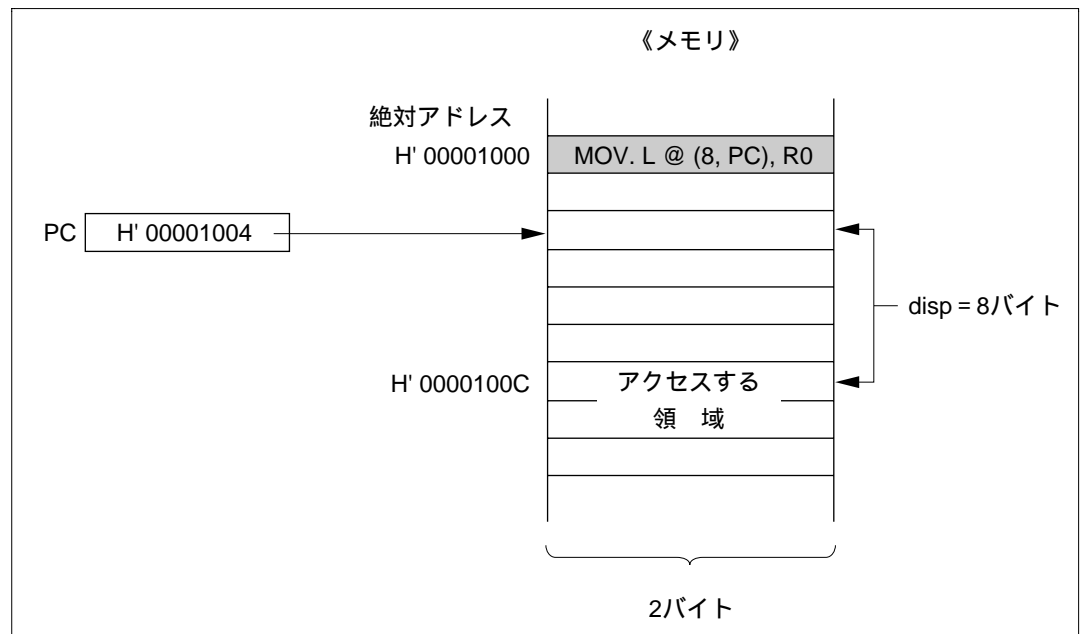 《メモリ》
絶対アドレス
H' 00001000 MOV. L @ (8, PC), R0
PC H' 00001004
disp = 8バイト
H' 0000100C アクセスする
領 域
2バイト